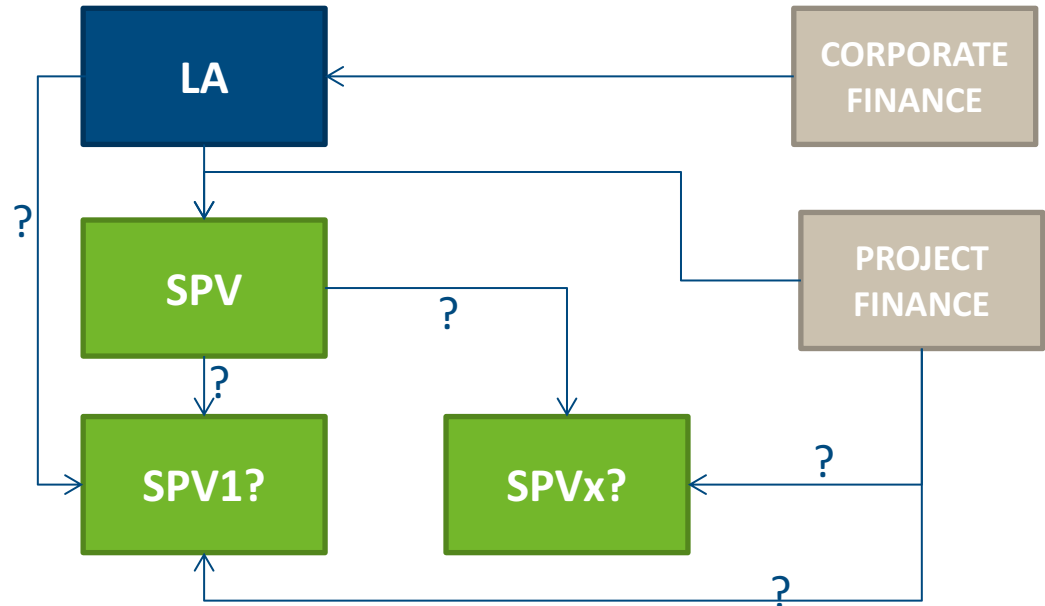 LA
CORPORATE
FINANCE
?
SPV
PROJECT
FINANCE
?
?
SPV1?
SPVx?
?
?